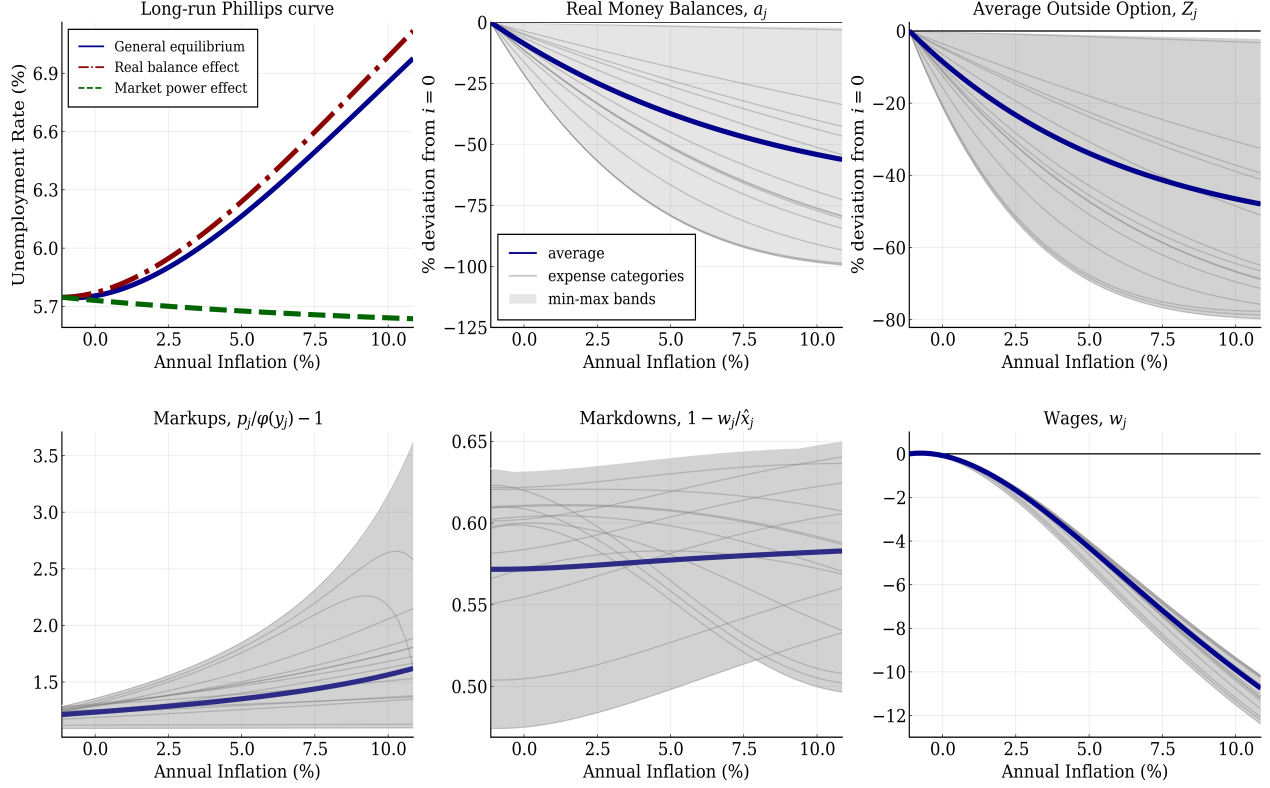 Long-run Phillips curve
General equilibrium
Real balance effect
Market power effect
Unemployment Rate (%)
6.9
6.6
6.3
6.0
5.7
0.0 2.5 5.0 7.5 10.0
Annual Inflation (%)
Real Money Balances, aⱼ
% deviation from i = 0
0
−25
−50
−75
−100
−125
average
expense categories
min-max bands
0.0 2.5 5.0 7.5 10.0
Annual Inflation (%)
Average Outside Option, Zⱼ
% deviation from i = 0
0
−20
−40
−60
−80
0.0 2.5 5.0 7.5 10.0
Annual Inflation (%)
Markups, pⱼ/φ(yⱼ) − 1
3.5
3.0
2.5
2.0
1.5
0.0 2.5 5.0 7.5 10.0
Annual Inflation (%)
Markdowns, 1 − wⱼ/x̂ⱼ
0.65
0.60
0.55
0.50
0.0 2.5 5.0 7.5 10.0
Annual Inflation (%)
Wages, wⱼ
0
−2
−4
−6
−8
−10
−12
0.0 2.5 5.0 7.5 10.0
Annual Inflation (%)